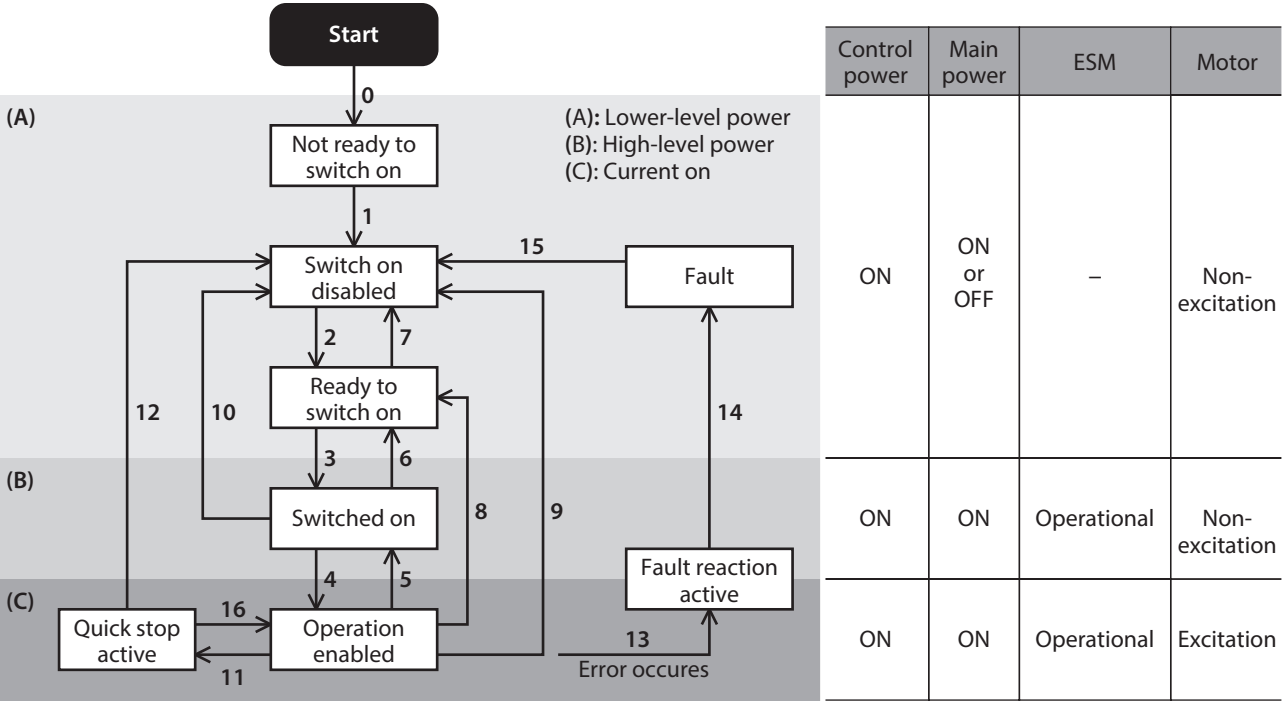 Start
0
(A)
(A): Lower-level power
(B): High-level power
(C): Current on
Not ready to
switch on
1
15
Switch on
disabled
Fault
2
7
Ready to
switch on
12
10
14
3
6
(B)
Switched on
8
9
4
5
Fault reaction
active
(C)
16
Quick stop
active
Operation
enabled
13
Error occures
11
Control
power
Main
power
ESM
Motor
ON
ON
or
OFF
–
Non-
excitation
ON
ON
Operational
Non-
excitation
ON
ON
Operational
Excitation